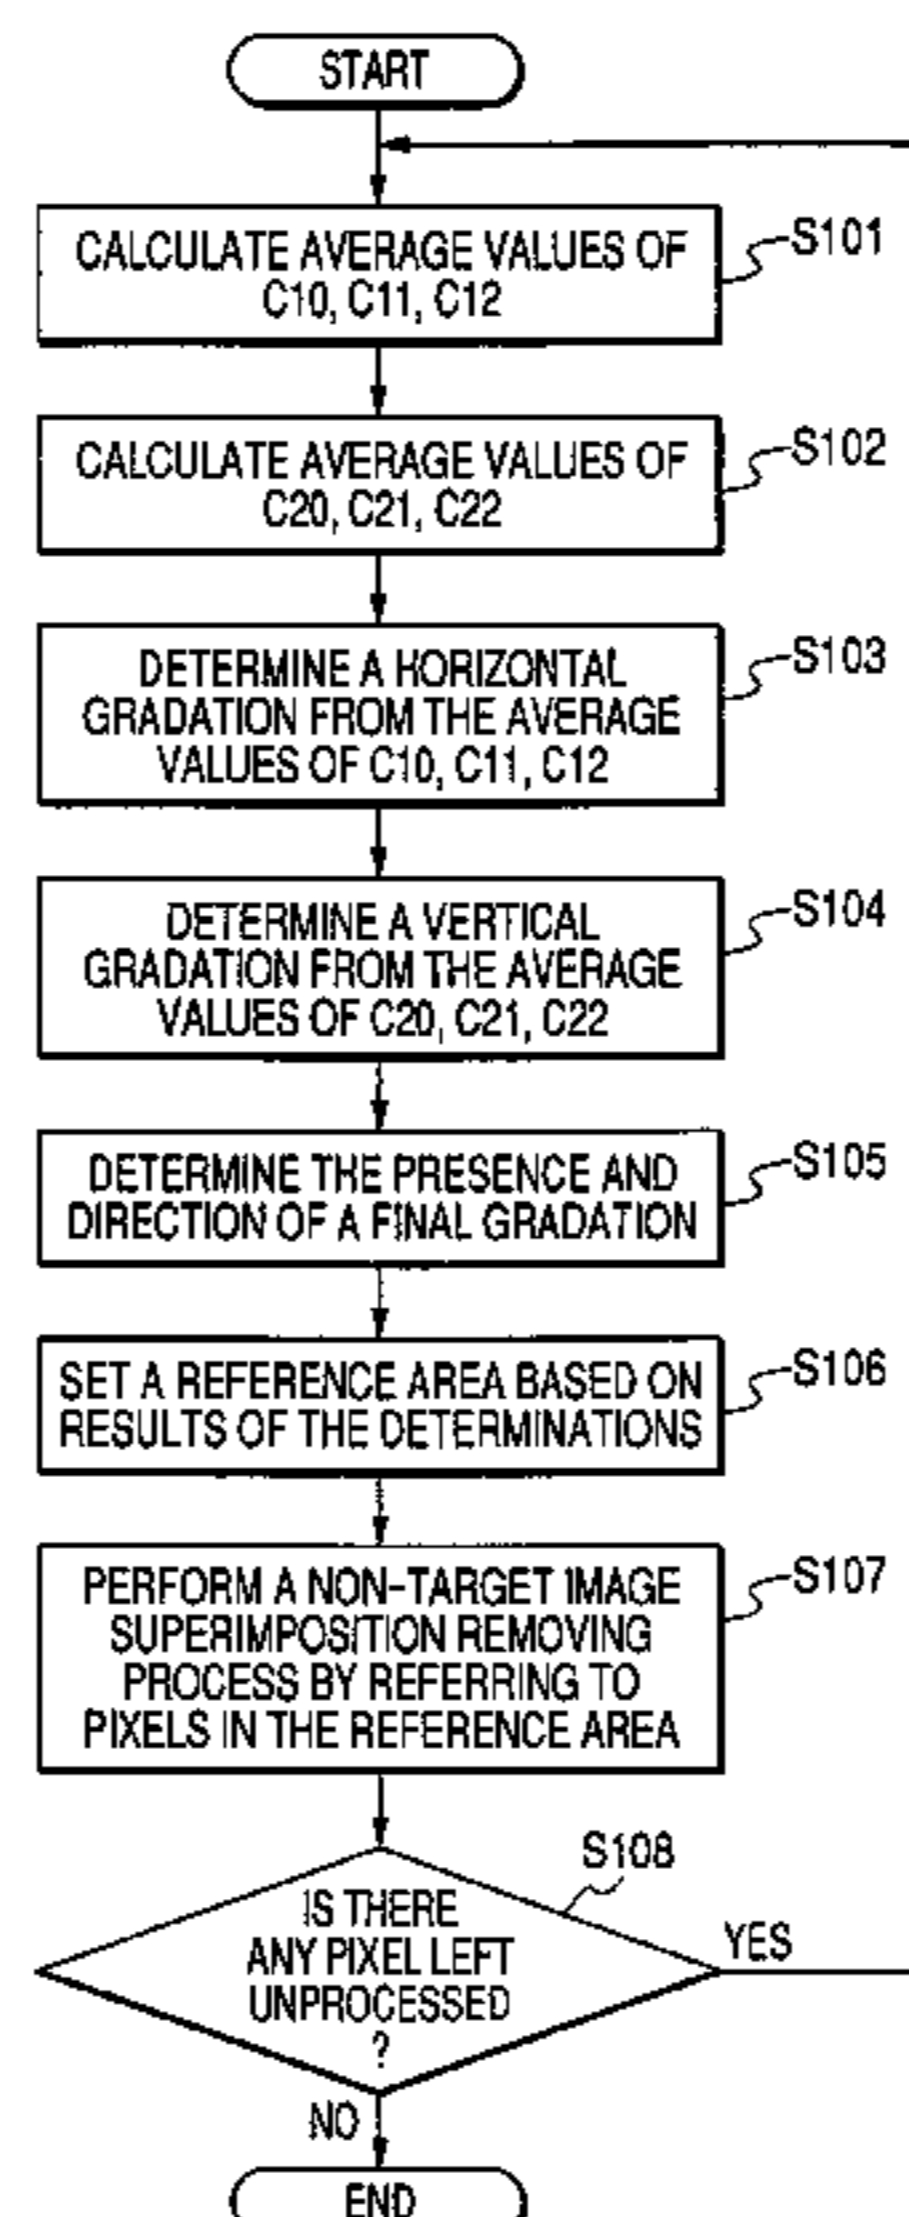 START
CALCULATE AVERAGE VALUES OF
C10, C11, C12
S101
CALCULATE AVERAGE VALUES OF
C20, C21, C22
S102
DETERMINE A HORIZONTAL
GRADATION FROM THE AVERAGE
VALUES OF C10, C11, C12
S103
DETERMINE A VERTICAL
GRADATION FROM THE AVERAGE
VALUES OF C20, C21, C22
S104
DETERMINE THE PRESENCE AND
DIRECTION OF A FINAL GRADATION
S105
SET A REFERENCE AREA BASED ON
RESULTS OF THE DETERMINATIONS
S106
PERFORM A NON-TARGET IMAGE
SUPERIMPOSITION REMOVING
PROCESS BY REFERRING TO
PIXELS IN THE REFERENCE AREA
S107
S108
IS THERE
ANY PIXEL LEFT
UNPROCESSED
?
YES
NO
END